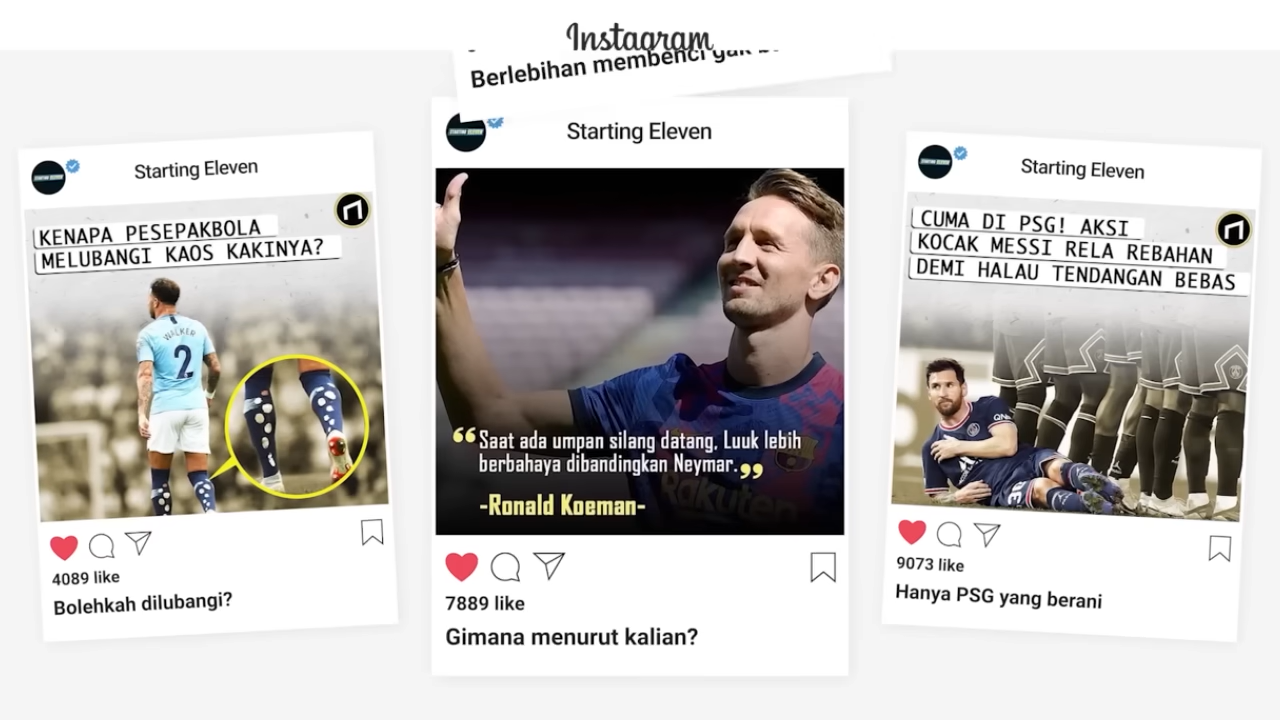 Instagram
Berlebihan membenci gak
Starting Eleven
KENAPA PESEPAKBOLA
MELUBANGI KAOS KAKINYA?
WALKER
2
4089 like
Bolehkah dilubangi?
Starting Eleven
“Saat ada umpan silang datang, Luuk lebih
berbahaya dibandingkan Neymar.”
-Ronald Koeman-
Rakuten
7889 like
Gimana menurut kalian?
Starting Eleven
CUMA DI PSG! AKSI
KOCAK MESSI RELA REBAHAN
DEMI HALAU TENDANGAN BEBAS
9073 like
Hanya PSG yang berani